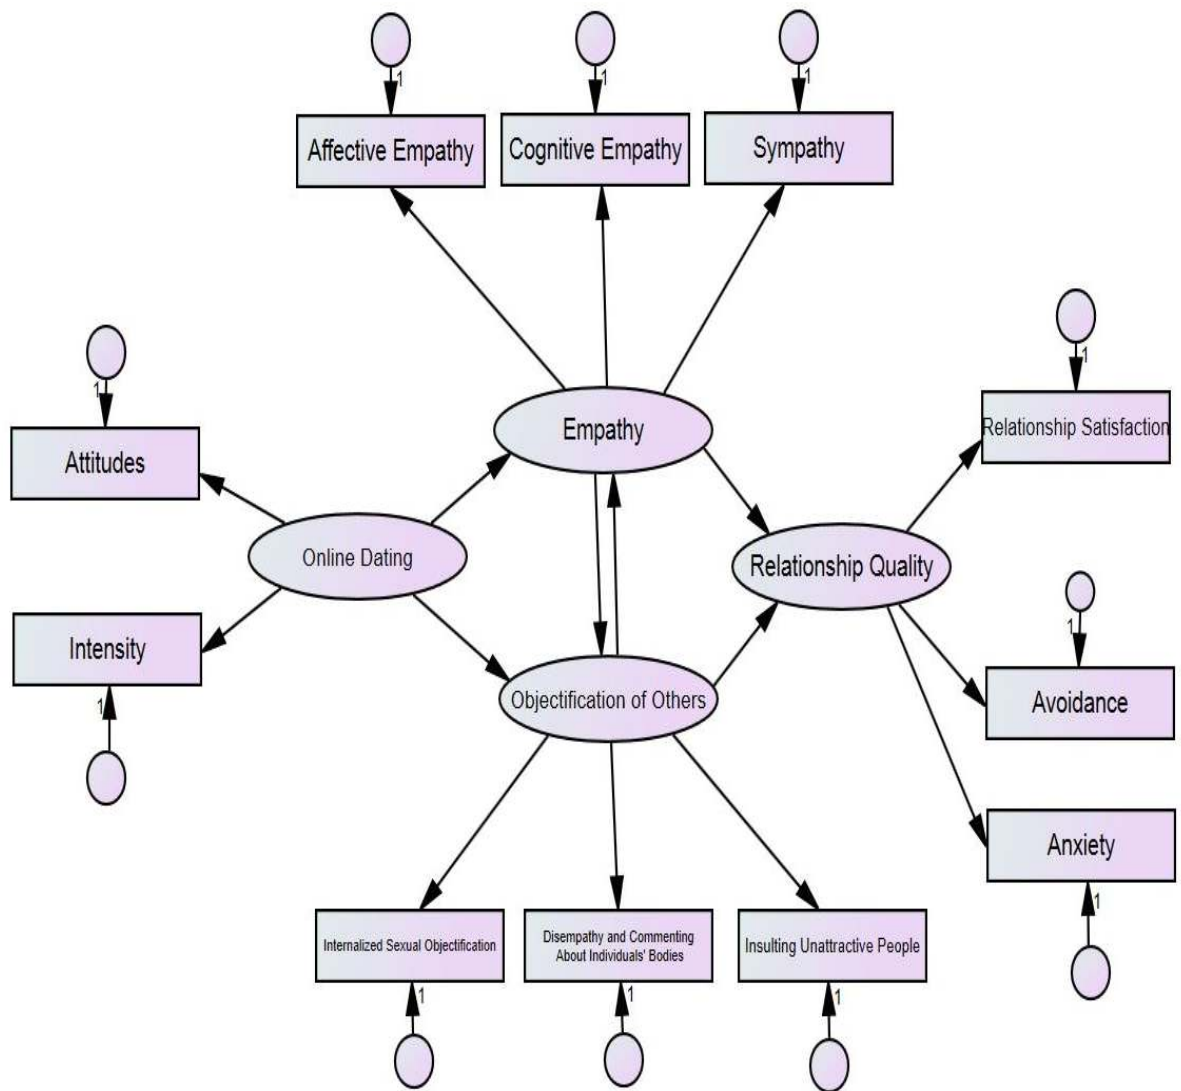 1
1
1
Affective Empathy
Cognitive Empathy
Sympathy
1
1
Attitudes
Empathy
Relationship Satisfaction
Online Dating
Relationship Quality
1
Intensity
1
Objectification of Others
Avoidance
Anxiety
1
Internalized Sexual Objectification
Disempathy and Commenting
About Individuals' Bodies
Insulting Unattractive People
1
1
1